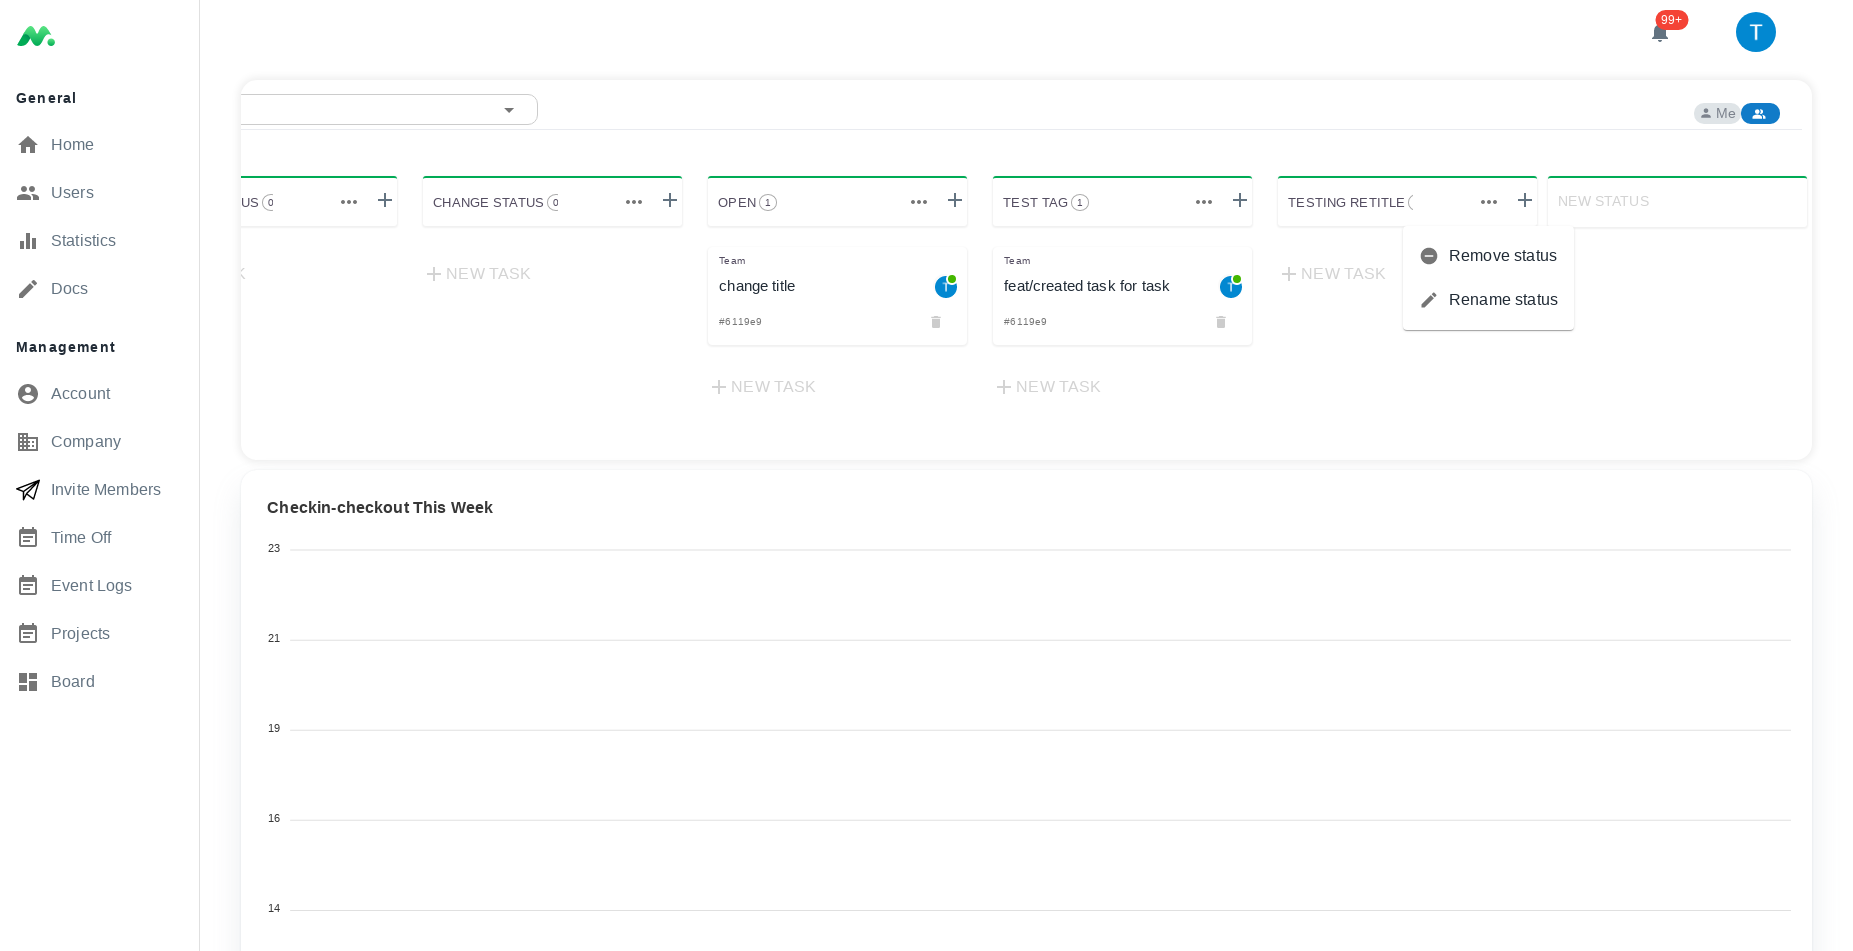 99+
T
General
Home
Users
Statistics
Docs
Management
Account
Company
Invite Members
Time Off
Event Logs
Projects
Board
Me
US 0
CHANGE STATUS 0
OPEN 1
TEST TAG 1
TESTING RETITLE
NEW STATUS
K
NEW TASK
Team
change title
T
#6119e9
NEW TASK
Team
feat/created task for task
T
#6119e9
NEW TASK
NEW TASK
Remove status
Rename status
Checkin-checkout This Week
23
21
19
16
14